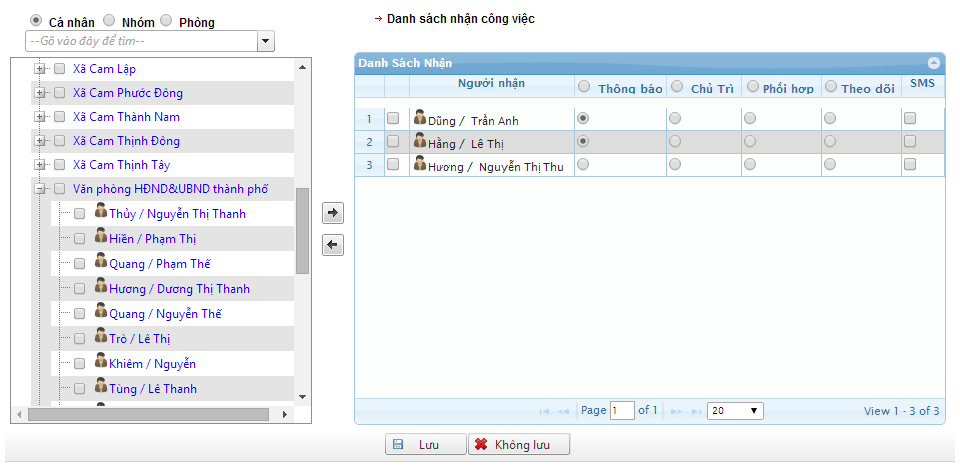 Cá nhân Nhóm Phòng
--Gõ vào đây để tìm--
Xã Cam Lập
Xã Cam Phước Đông
Xã Cam Thành Nam
Xã Cam Thịnh Đông
Xã Cam Thịnh Tây
Văn phòng HĐND&UBND thành phố
Thủy / Nguyễn Thị Thanh
Hiền / Phạm Thị
Quang / Phạm Thế
Hương / Dương Thị Thanh
Quang / Nguyễn Thế
Trò / Lê Thị
Khiêm / Nguyễn
Tùng / Lê Thanh
→ Danh sách nhận công việc
Danh Sách Nhận
Người nhận Thông báo Chủ Trì Phối hợp Theo dõi SMS
1 Dũng / Trần Anh
2 Hằng / Lê Thị
3 Hương / Nguyễn Thị Thu
Page 1 of 1 20 View 1 - 3 of 3
Lưu Không lưu